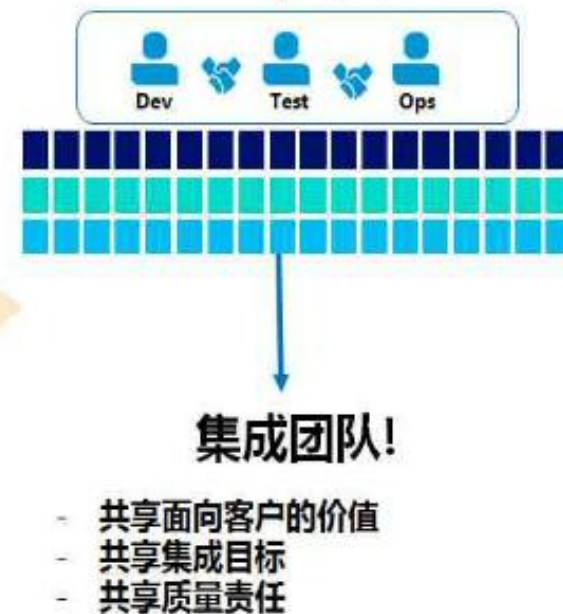 Dev Test Ops
集成团队!
- 共享面向客户的价值
- 共享集成目标
- 共享质量责任